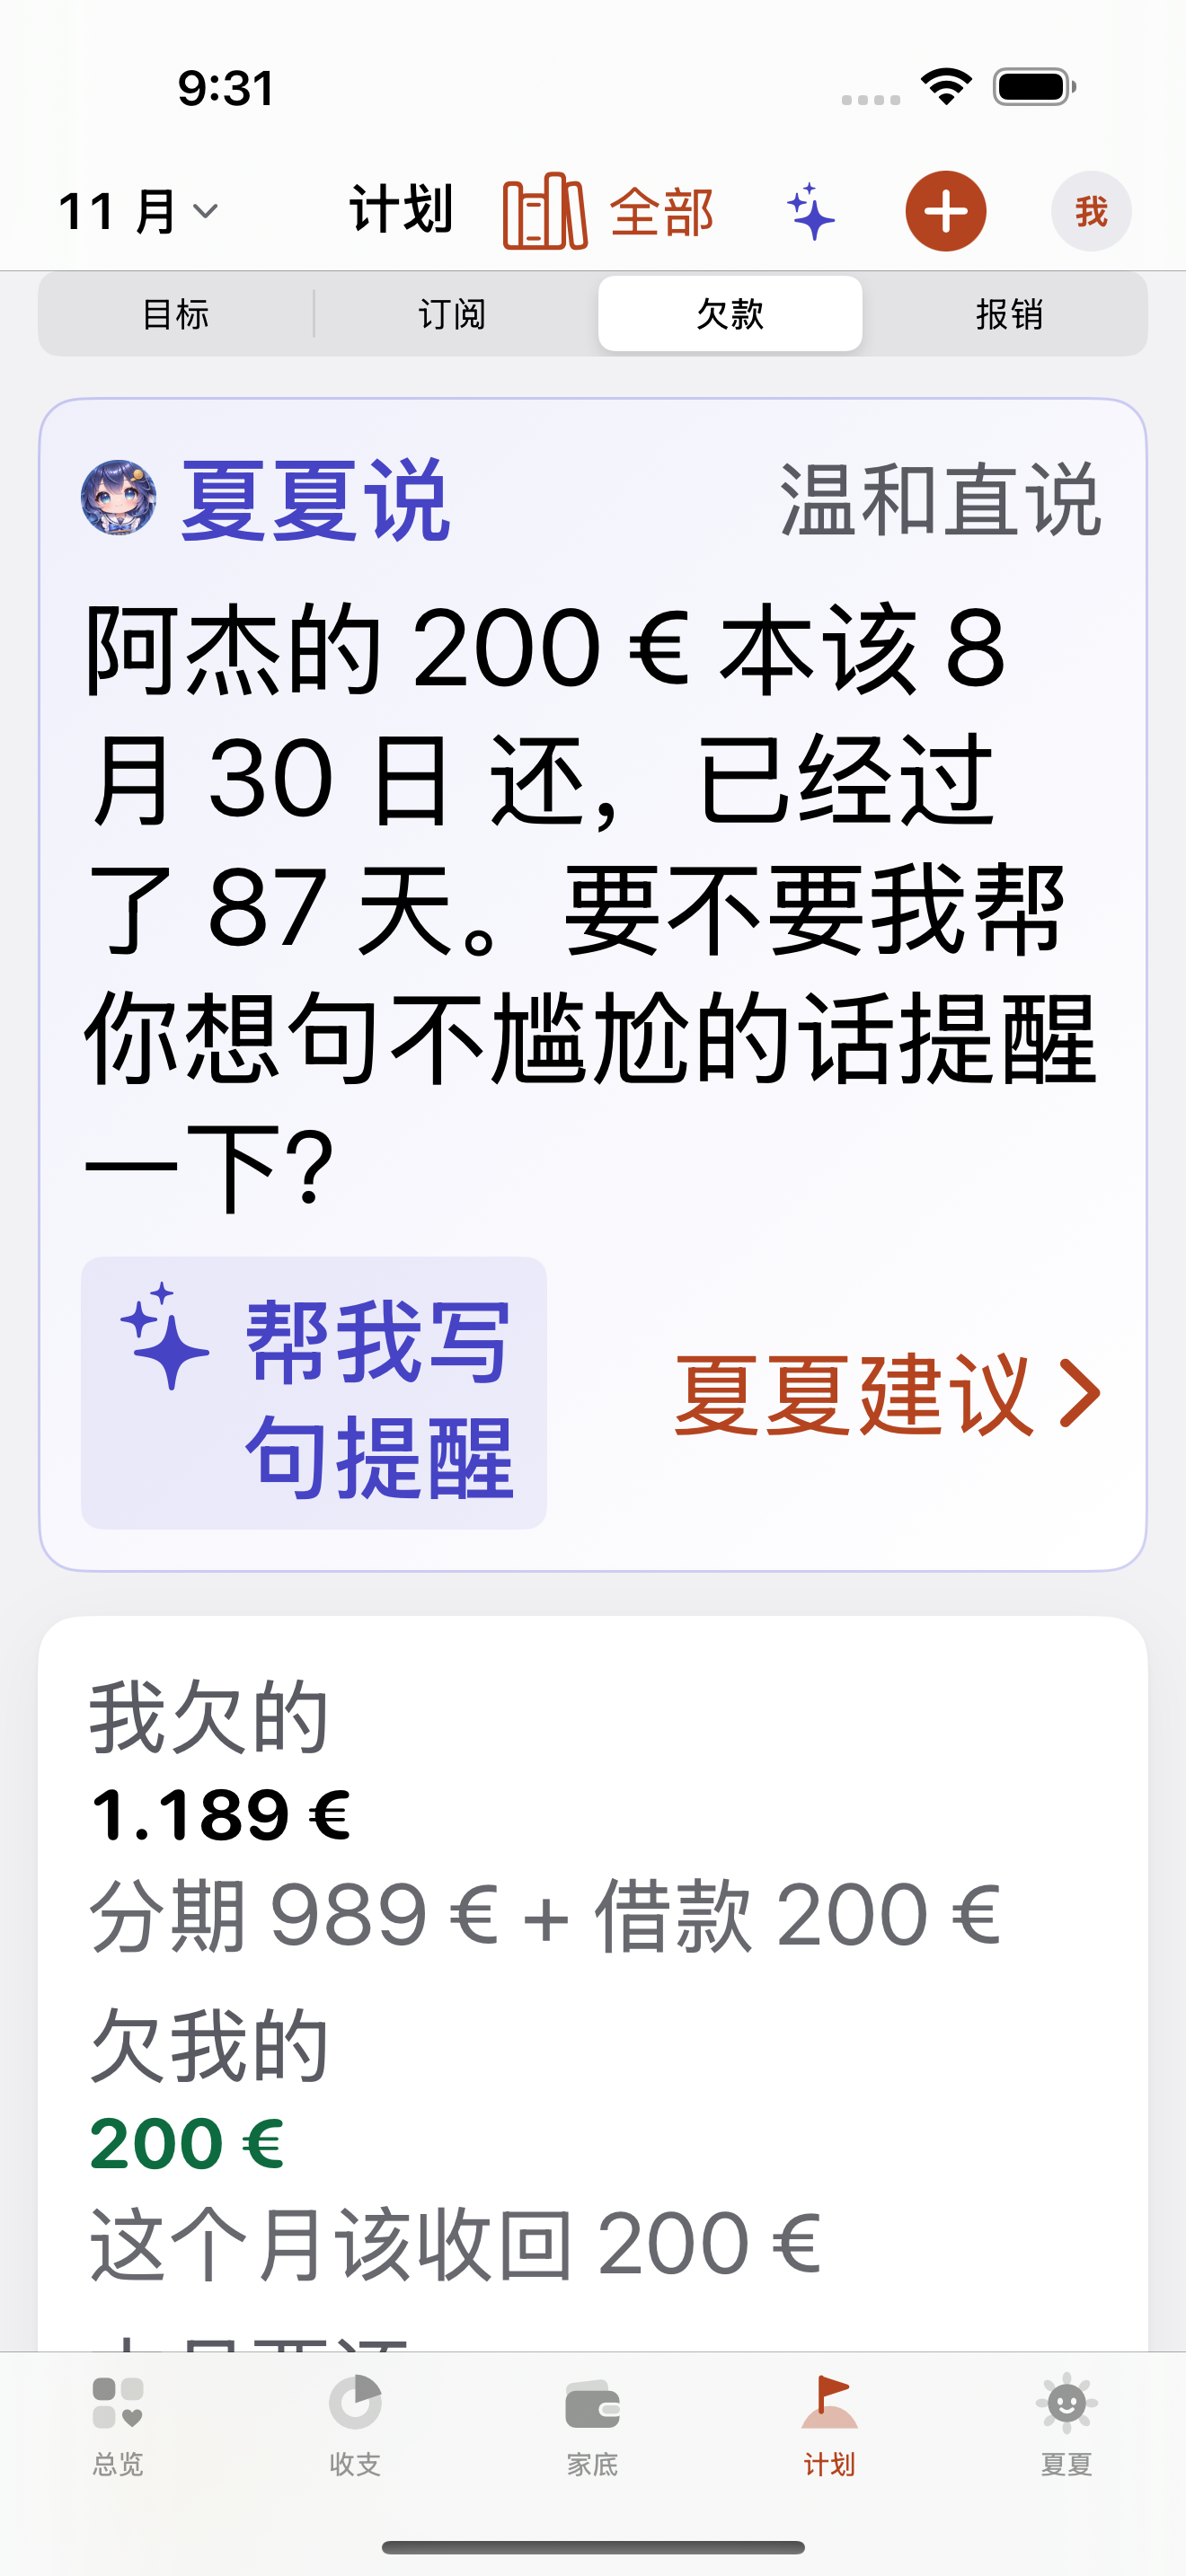 9:31
11 月
计划
全部
我
目标
订阅
欠款
报销
夏夏说
温和直说
阿杰的 200 € 本该 8
月 30 日 还，已经过
了 87 天。要不要我帮
你想句不尴尬的话提醒
一下?
帮我写
句提醒
夏夏建议
我欠的
1.189 €
分期 989 € + 借款 200 €
欠我的
200 €
这个月该收回 200 €
总览
收支
家底
计划
夏夏